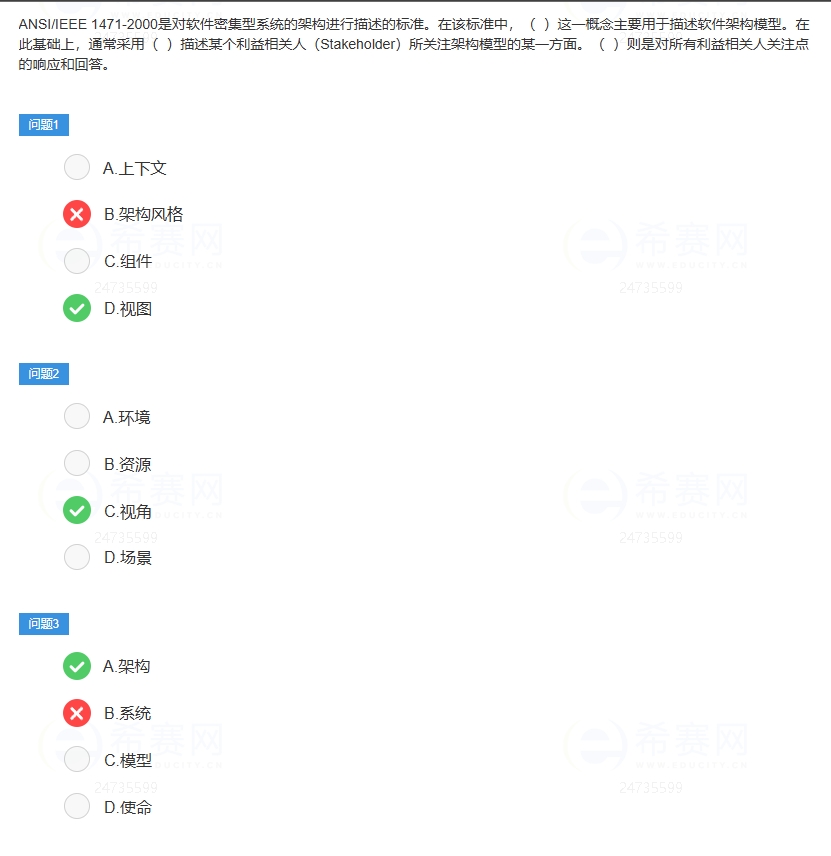 ANSI/IEEE 1471-2000是对软件密集型系统的架构进行描述的标准。在该标准中，（ ）这一概念主要用于描述软件架构模型。在
此基础上，通常采用（ ）描述某个利益相关人（Stakeholder）所关注架构模型的某一方面。（ ）则是对所有利益相关人关注点
的响应和回答。
问题1
A.上下文
B.架构风格
希赛网
希赛网
WWW.EDUCITY.CN
WWW.EDUCITY.CN
C.组件
24735599
24735599
D.视图
问题2
A.环境
B.资源
希赛网
希赛网
WWW.EDUCITY.CN
WWW.EDUCITY.CN
C.视角
24735599
24735599
D.场景
问题3
A.架构
B.系统
希赛网
希赛网
WWW.EDUCITY.CN
WWW.EDUCITY.CN
C.模型
24735599
24735599
D.使命